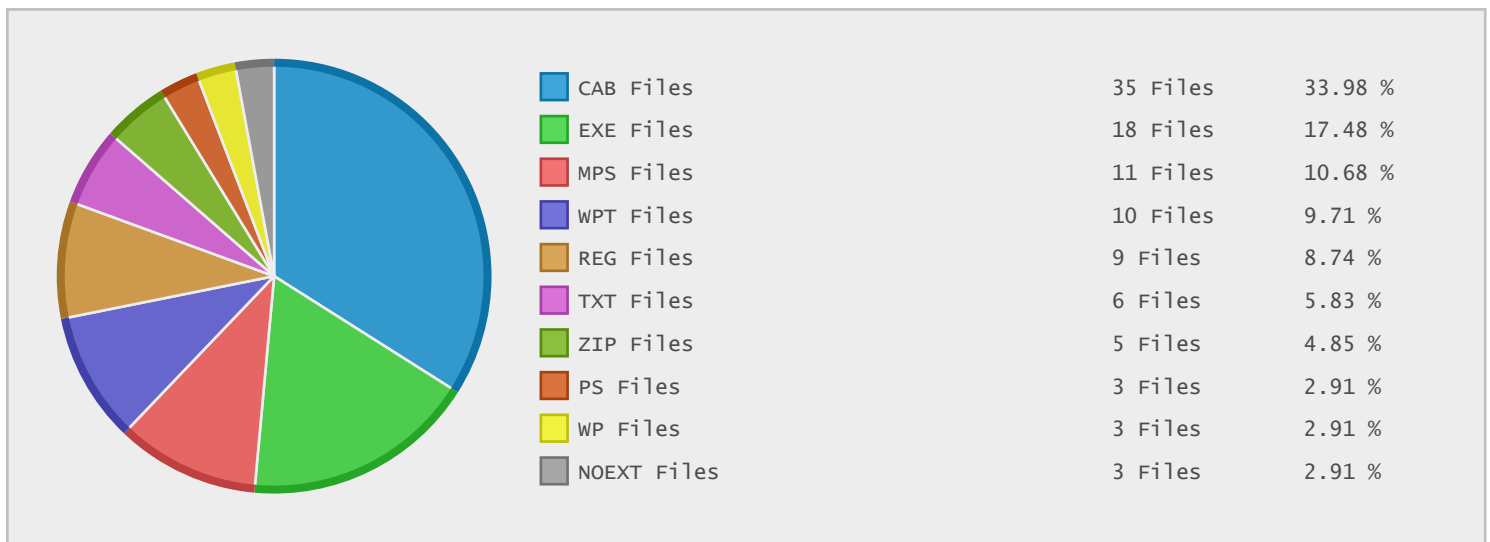 CAB Files 35 Files 33.98 %
EXE Files 18 Files 17.48 %
MPS Files 11 Files 10.68 %
WPT Files 10 Files 9.71 %
REG Files 9 Files 8.74 %
TXT Files 6 Files 5.83 %
ZIP Files 5 Files 4.85 %
PS Files 3 Files 2.91 %
WP Files 3 Files 2.91 %
NOEXT Files 3 Files 2.91 %